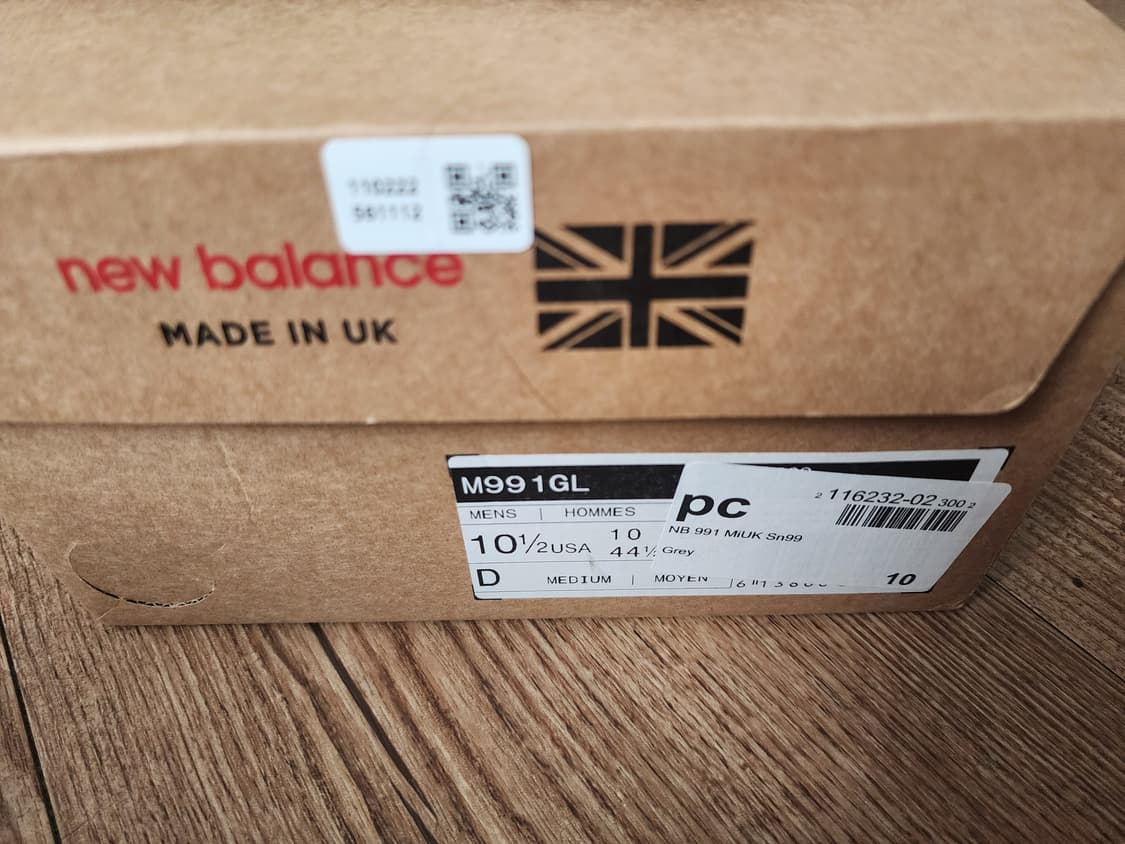 110222
581112
new balance
MADE IN UK
M991GL
MENS | HOMMES
10½USA
10
44½
D
MEDIUM | MOYEN
pc
2 116232-02 300 2
NB 991 MiUK Sn99
Grey
10